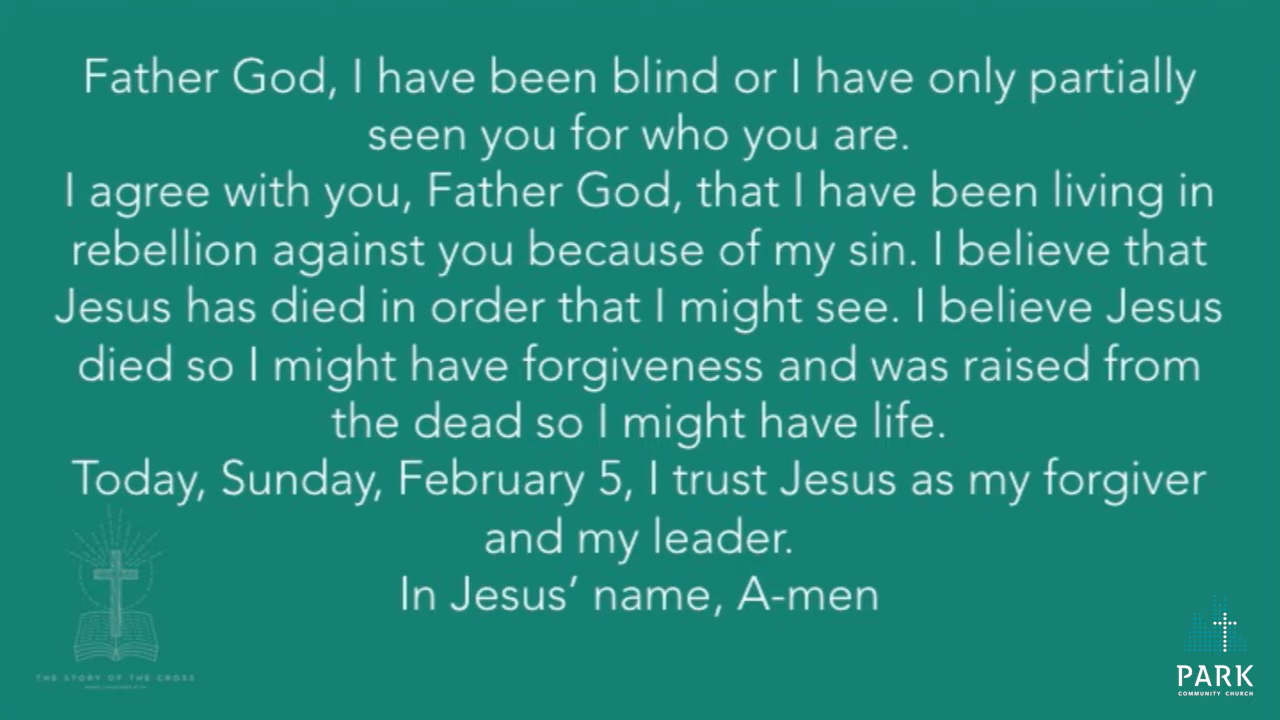 Father God, I have been blind or I have only partially
seen you for who you are.
I agree with you, Father God, that I have been living in
rebellion against you because of my sin. I believe that
Jesus has died in order that I might see. I believe Jesus
died so I might have forgiveness and was raised from
the dead so I might have life.
Today, Sunday, February 5, I trust Jesus as my forgiver
and my leader.
In Jesus’ name, A-men
THE STORY OF THE CROSS
PARK
COMMUNITY CHURCH